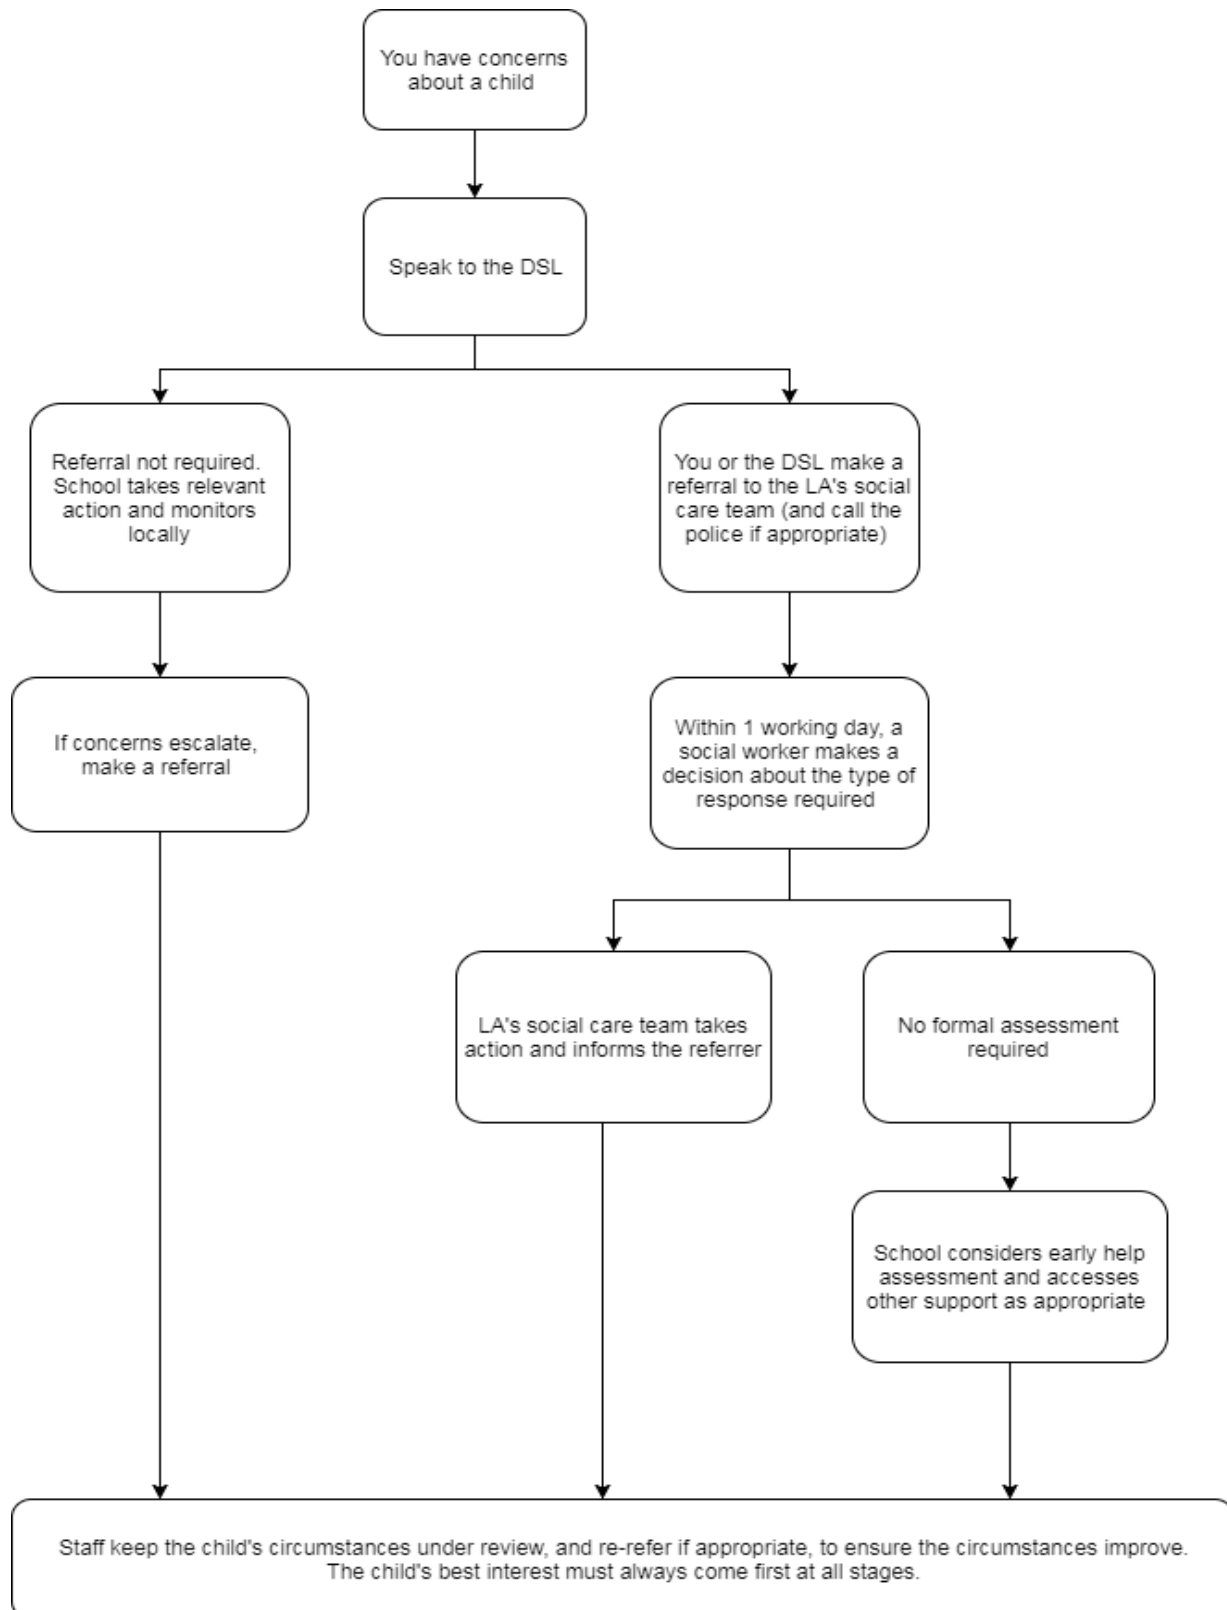 You have concerns
about a child
Speak to the DSL
Referral not required.
School takes relevant
action and monitors
locally
You or the DSL make a
referral to the LA's social
care team (and call the
police if appropriate)
If concerns escalate,
make a referral
Within 1 working day, a
social worker makes a
decision about the type of
response required
LA's social care team takes
action and informs the referrer
No formal assessment
required
School considers early help
assessment and accesses
other support as appropriate
Staff keep the child's circumstances under review, and re-refer if appropriate, to ensure the circumstances improve.
The child's best interest must always come first at all stages.